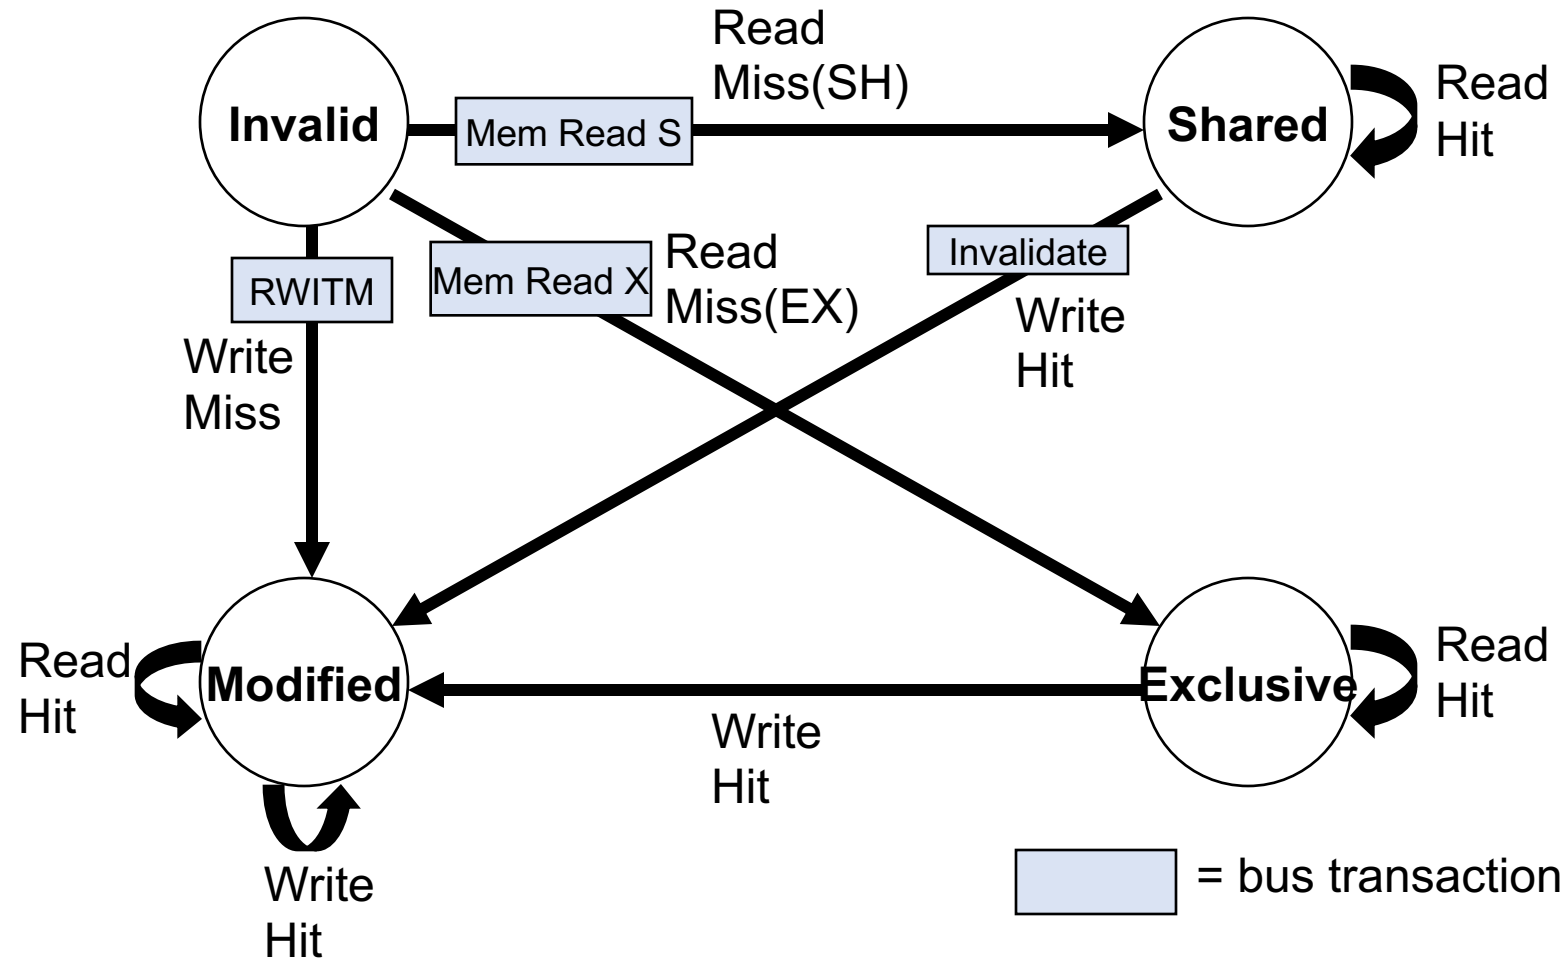 Read
Miss(SH)
Invalid
Mem Read S
Shared
Read
Hit
RWITM
Mem Read X
Read
Miss(EX)
Invalidate
Write
Hit
Write
Miss
Read
Hit
Modified
Exclusive
Read
Hit
Write
Hit
Write
Hit
= bus transaction